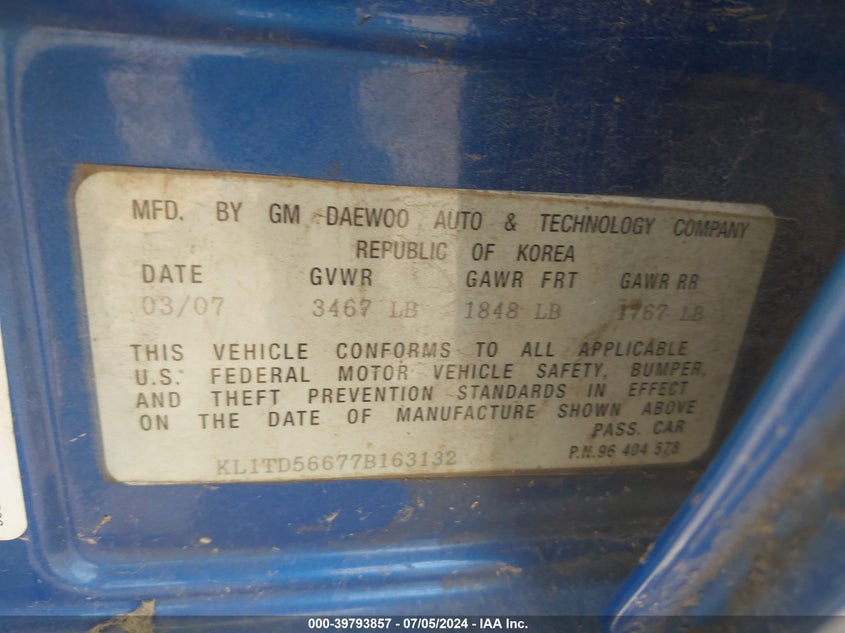 MFD. BY GM DAEWOO AUTO & TECHNOLOGY COMPANY
REPUBLIC OF KOREA
DATE GVWR GAWR FRT GAWR RR
03/07 3467 LB 1848 LB 1767 LB
THIS VEHICLE CONFORMS TO ALL APPLICABLE
U.S. FEDERAL MOTOR VEHICLE SAFETY, BUMPER,
AND THEFT PREVENTION STANDARDS IN EFFECT
ON THE DATE OF MANUFACTURE SHOWN ABOVE
PASS. CAR
KL1TD56677B163132 P.N.96 404 578
000-39793857 - 07/05/2024 - IAA Inc.